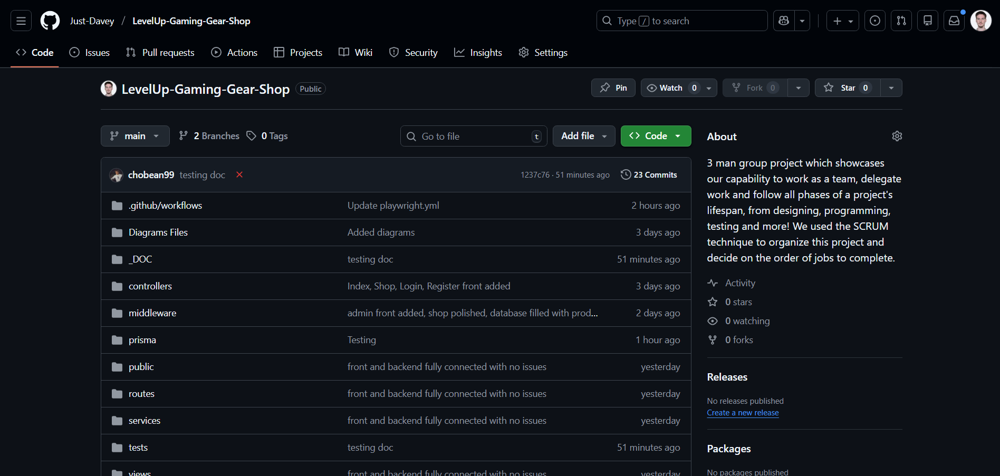 Just-Davey / LevelUp-Gaming-Gear-Shop
Type / to search
Code
Issues
Pull requests
Actions
Projects
Wiki
Security
Insights
Settings
LevelUp-Gaming-Gear-Shop Public
Pin
Watch 0
Fork 0
Star 0
main
2 Branches
0 Tags
Go to file t
Add file
Code
chobean99 testing doc
1237c76 · 51 minutes ago
23 Commits
.github/workflows Update playwright.yml 2 hours ago
Diagrams Files Added diagrams 3 days ago
_DOC testing doc 51 minutes ago
controllers Index, Shop, Login, Register front added 3 days ago
middleware admin front added, shop polished, database filled with prod... 2 days ago
prisma Testing 1 hour ago
public front and backend fully connected with no issues yesterday
routes front and backend fully connected with no issues yesterday
services front and backend fully connected with no issues yesterday
tests testing doc 51 minutes ago
views front and backend fully connected with no issues yesterday
About
3 man group project which showcases
our capability to work as a team, delegate
work and follow all phases of a project's
lifespan, from designing, programming,
testing and more! We used the SCRUM
technique to organize this project and
decide on the order of jobs to complete.
Activity
0 stars
0 watching
0 forks
Releases
No releases published
Create a new release
Packages
No packages published